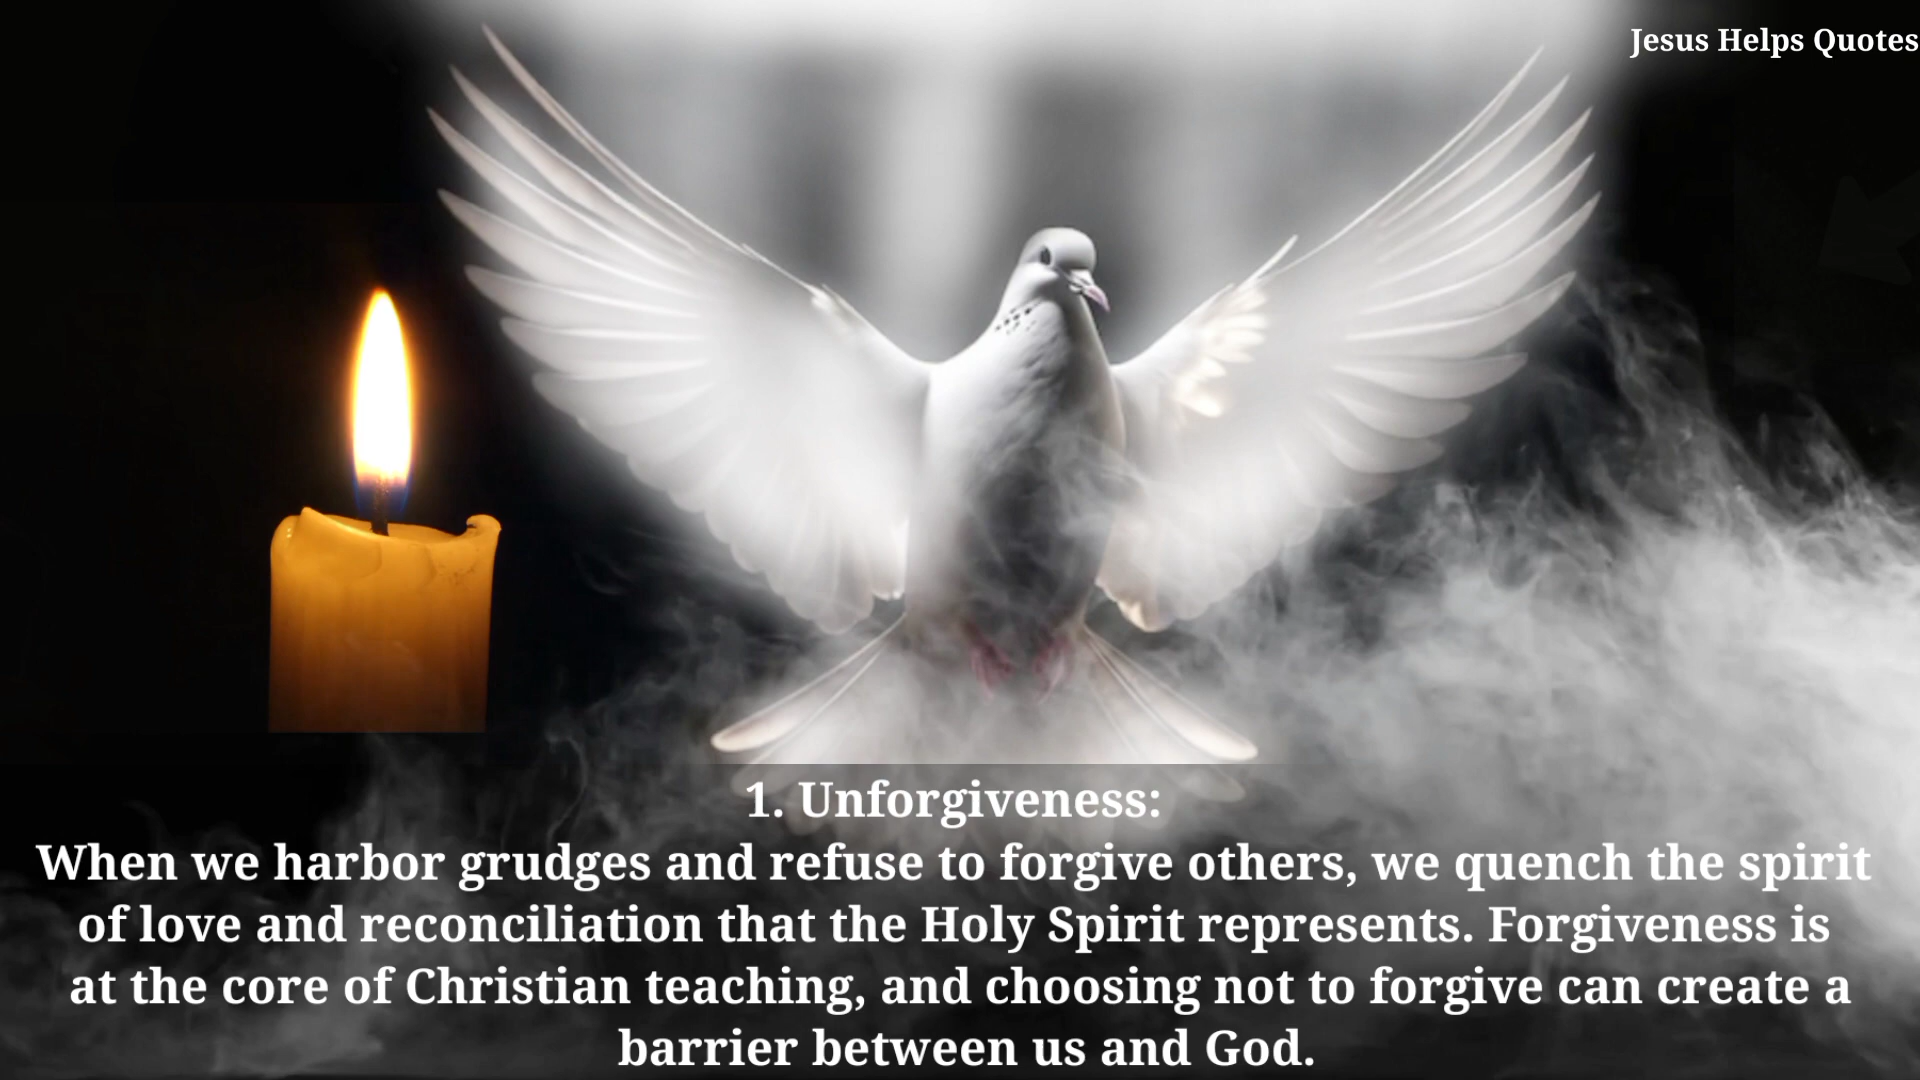 Jesus Helps Quotes
1. Unforgiveness:
When we harbor grudges and refuse to forgive others, we quench the spirit
of love and reconciliation that the Holy Spirit represents. Forgiveness is
at the core of Christian teaching, and choosing not to forgive can create a
barrier between us and God.